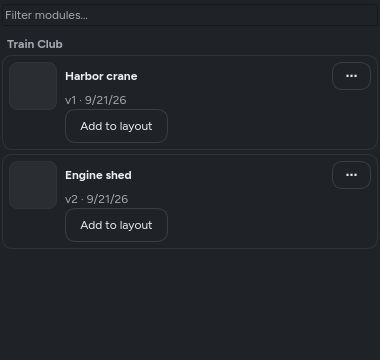 Filter modules...
Train Club
Harbor crane
...
v1 · 9/21/26
Add to layout
Engine shed
...
v2 · 9/21/26
Add to layout